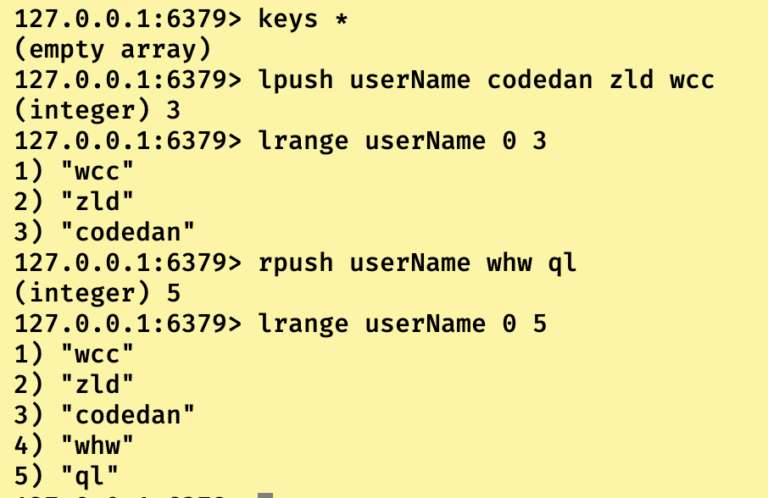 127.0.0.1:6379> keys *
(empty array)
127.0.0.1:6379> lpush userName codedan zld wcc
(integer) 3
127.0.0.1:6379> lrange userName 0 3
1) "wcc"
2) "zld"
3) "codedan"
127.0.0.1:6379> rpush userName whw ql
(integer) 5
127.0.0.1:6379> lrange userName 0 5
1) "wcc"
2) "zld"
3) "codedan"
4) "whw"
5) "ql"